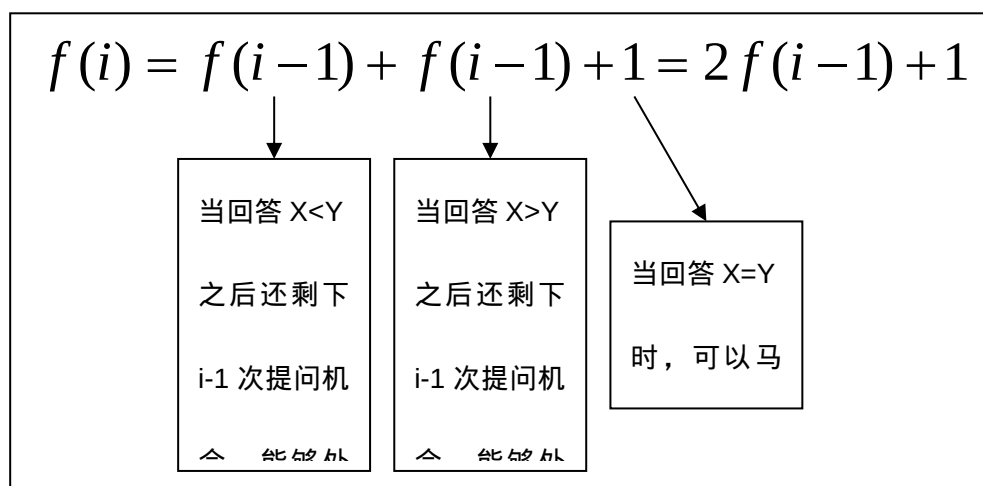 f(i) = f(i−1) + f(i−1) + 1 = 2f(i−1) + 1
当回答 X<Y
之后还剩下
i-1 次提问机
当回答 X>Y
之后还剩下
i-1 次提问机
当回答 X=Y
时，可以马